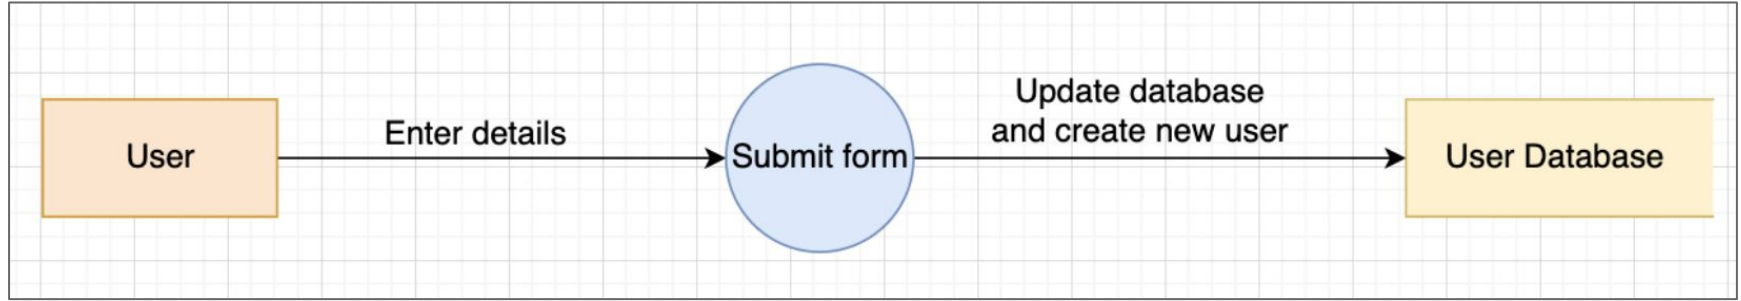 User
Enter details
Submit form
Update database
and create new user
User Database